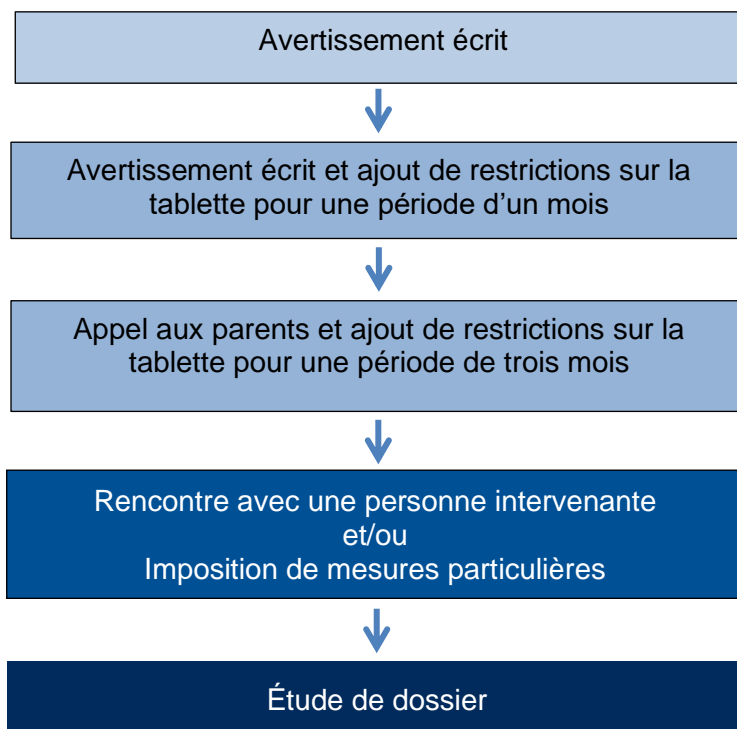 Avertissement écrit
Avertissement écrit et ajout de restrictions sur la
tablette pour une période d’un mois
Appel aux parents et ajout de restrictions sur la
tablette pour une période de trois mois
Rencontre avec une personne intervenante
et/ou
Imposition de mesures particulières
Étude de dossier